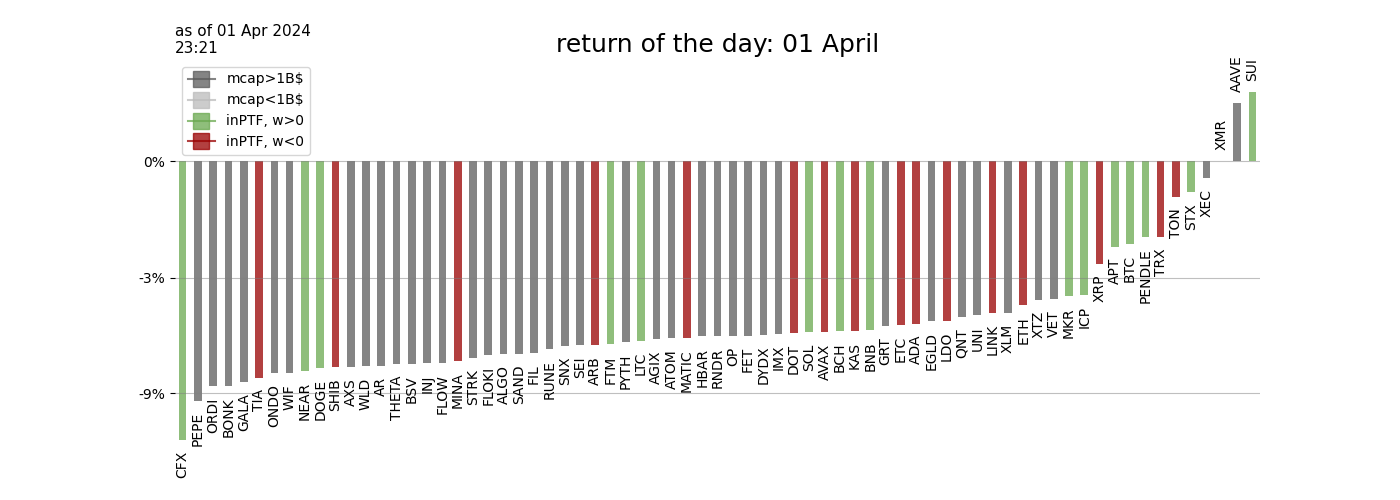 as of 01 Apr 2024
23:21
return of the day: 01 April
mcap>1B$
mcap<1B$
inPTF, w>0
inPTF, w<0
0%
-3%
-9%
CFX
PEPE
ORDI
BONK
GALA
TIA
ONDO
WIF
NEAR
DOGE
SHIB
AXS
WLD
AR
THETA
BSV
INJ
FLOW
MINA
STRK
FLOKI
ALGO
SAND
FIL
RUNE
SNX
SEI
ARB
FTM
PYTH
LTC
AGIX
ATOM
MATIC
HBAR
RNDR
OP
FET
DYDX
IMX
DOT
SOL
AVAX
BCH
KAS
BNB
GRT
ETC
ADA
EGLD
LDO
QNT
UNI
LINK
XLM
ETH
XTZ
VET
MKR
ICP
XRP
APT
BTC
PENDLE
TRX
TON
STX
XEC
XMR
AAVE
SUI